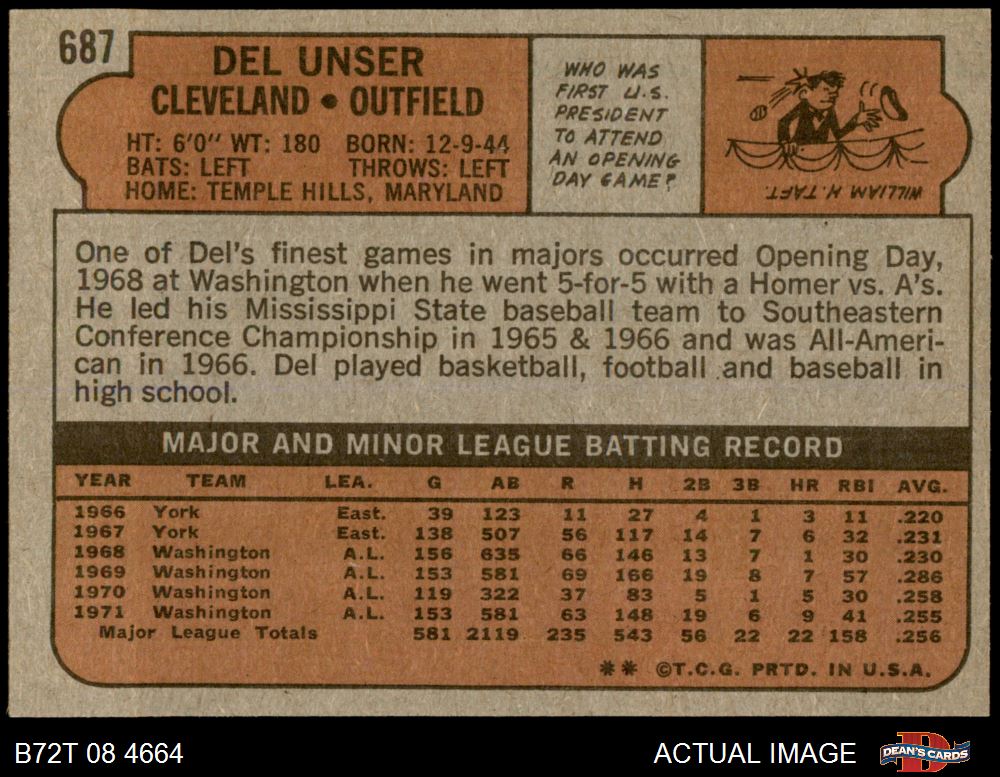 687
DEL UNSER
CLEVELAND • OUTFIELD
HT: 6'0" WT: 180 BORN: 12-9-44
BATS: LEFT THROWS: LEFT
HOME: TEMPLE HILLS, MARYLAND
WHO WAS
FIRST U.S.
PRESIDENT
TO ATTEND
AN OPENING
DAY GAME?
WILLIAM H. TAFT.
One of Del's finest games in majors occurred Opening Day,
1968 at Washington when he went 5-for-5 with a Homer vs. A's.
He led his Mississippi State baseball team to Southeastern
Conference Championship in 1965 & 1966 and was All-Ameri-
can in 1966. Del played basketball, football and baseball in
high school.
MAJOR AND MINOR LEAGUE BATTING RECORD
YEAR TEAM LEA. G AB R H 2B 3B HR RBI AVG.
1966 York East. 39 123 11 27 4 1 3 11 .220
1967 York East. 138 507 56 117 14 7 6 32 .231
1968 Washington A.L. 156 635 66 146 13 7 1 30 .230
1969 Washington A.L. 153 581 69 166 19 8 7 57 .286
1970 Washington A.L. 119 322 37 83 5 1 5 30 .258
1971 Washington A.L. 153 581 63 148 19 6 9 41 .255
Major League Totals 581 2119 235 543 56 22 22 158 .256
** ©T.C.G. PRTD. IN U.S.A.
B72T 08 4664 ACTUAL IMAGE DEAN'S CARDS